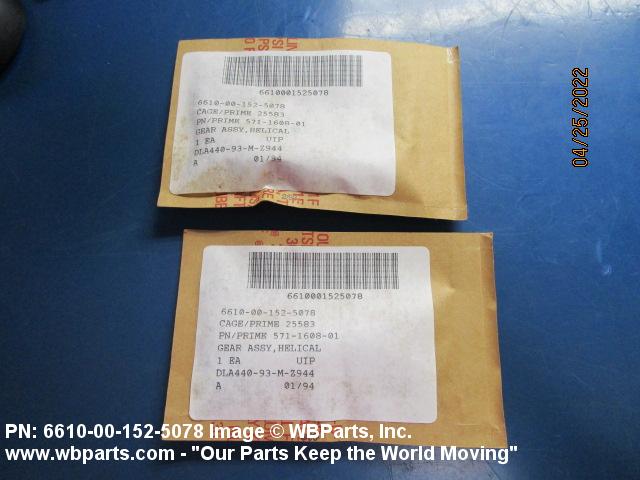 6610001525078
6610-00-152-5078
CAGE/PRIME 25583
PN/PRIME 571-1608-01
GEAR ASSY,HELICAL
1 EA UIP
DLA440-93-M-Z944
A 01/94
04/25/2022
6610001525078
6610-00-152-5078
CAGE/PRIME 25583
PN/PRIME 571-1608-01
GEAR ASSY,HELICAL
1 EA UIP
DLA440-93-M-Z944
A 01/94
PN: 6610-00-152-5078 Image © WBParts, Inc.
www.wbparts.com - "Our Parts Keep the World Moving"